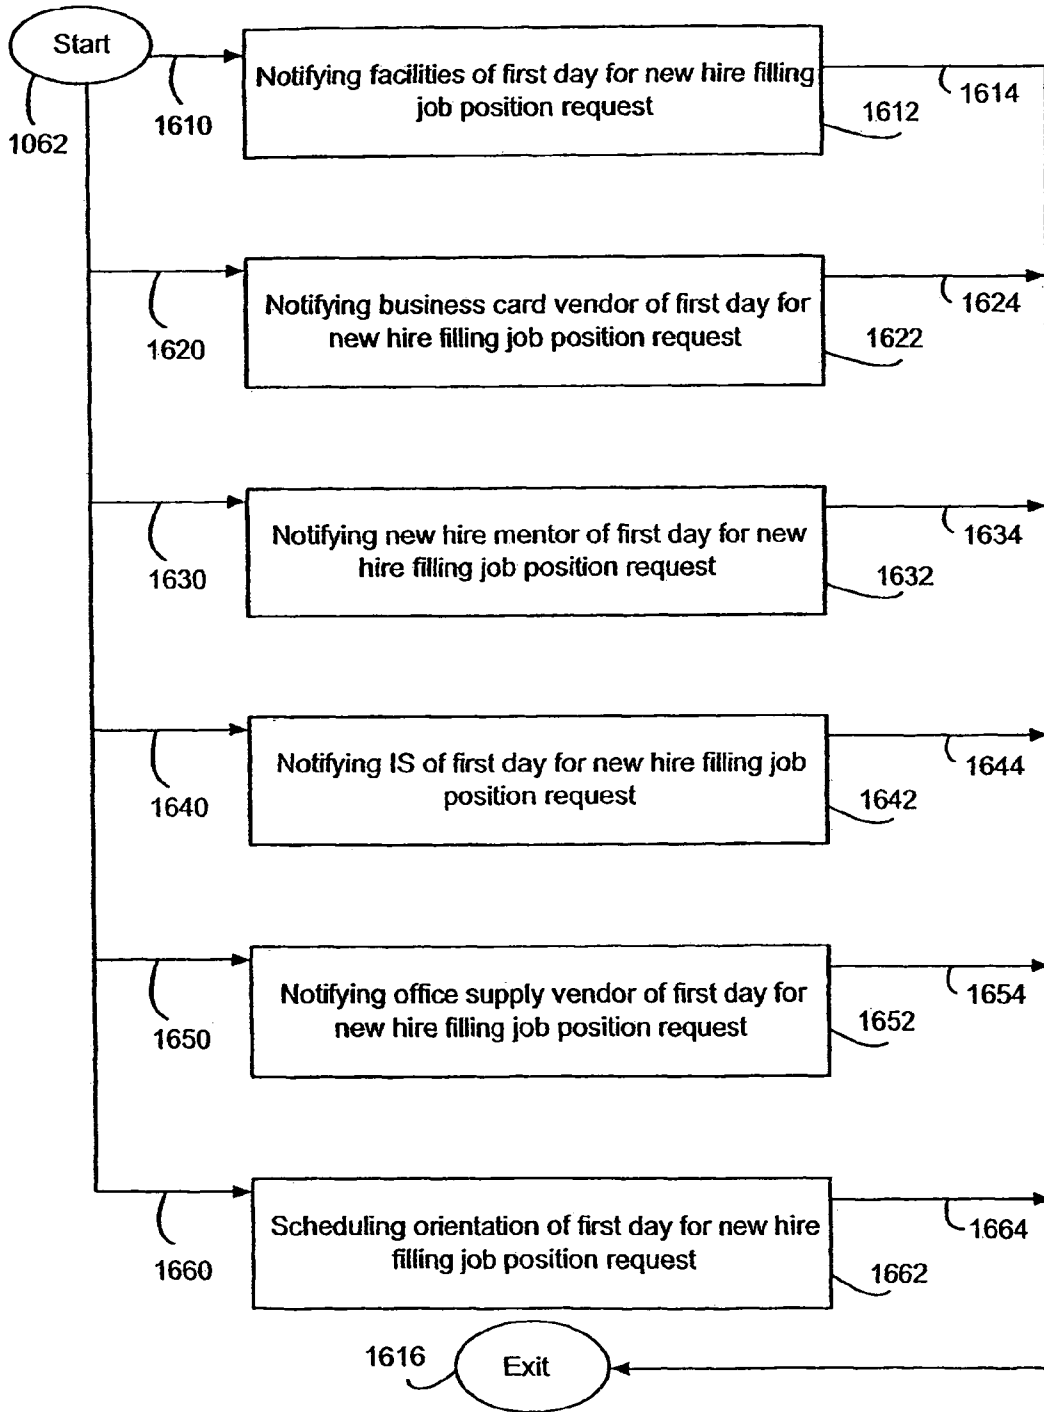 Start
1062
1610
Notifying facilities of first day for new hire filling
job position request
1612
1614
1620
Notifying business card vendor of first day for
new hire filling job position request
1622
1624
1630
Notifying new hire mentor of first day for new
hire filling job position request
1632
1634
1640
Notifying IS of first day for new hire filling job
position request
1642
1644
1650
Notifying office supply vendor of first day for
new hire filling job position request
1652
1654
1660
Scheduling orientation of first day for new hire
filling job position request
1662
1664
1616
Exit